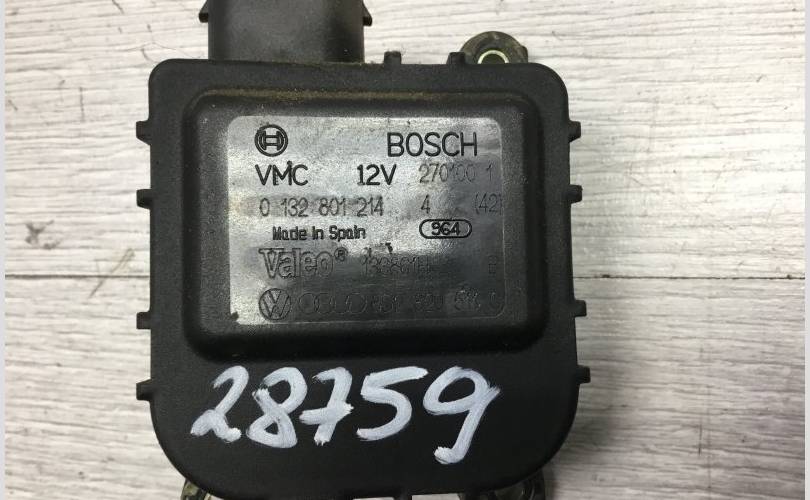 BOSCH
VMC 12V 270100 1
0 132 801 214 4 (42)
Made in Spain 964
Valeo®
28759